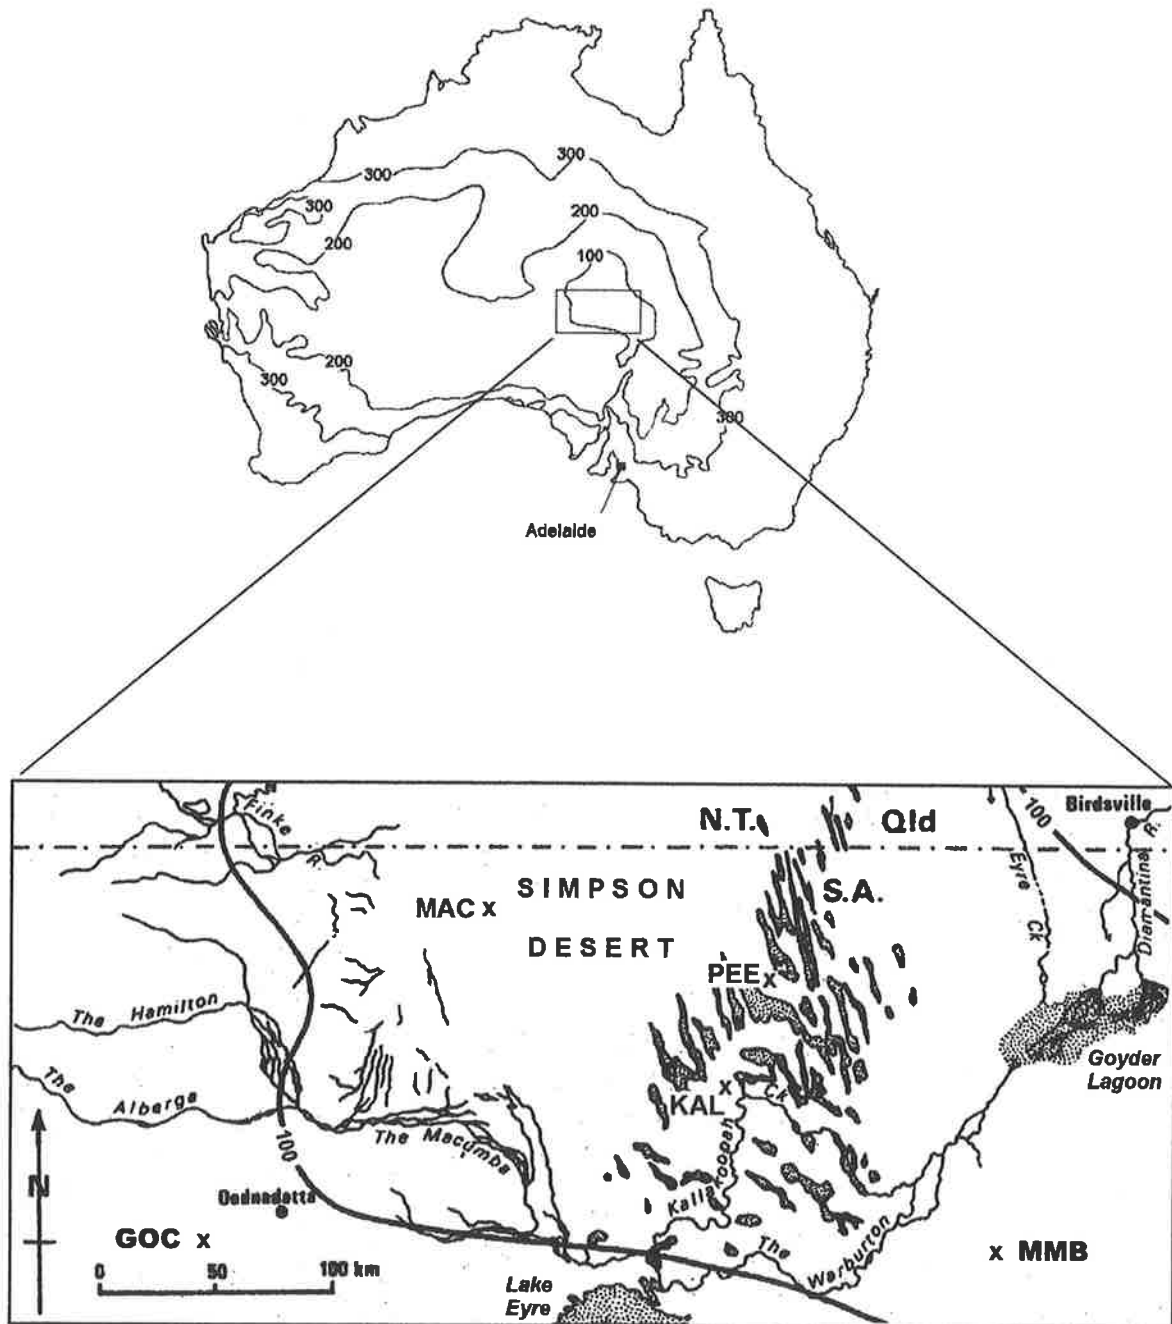 300
300
300
200
200
100
200
300
300
Adelaide
Finke R.
N.T.
Qld
Birdsville
100
Eyre Ck
Diamantina R.
SIMPSON
DESERT
S.A.
MAC x
PEE x
The Hamilton
Goyder
Lagoon
The Alberga
KAL x
Ck
100
The Macumba
Kallakoopah
Oodnadatta
N
GOC x
The Warburton
x MMB
0 50 100 km
Lake
Eyre